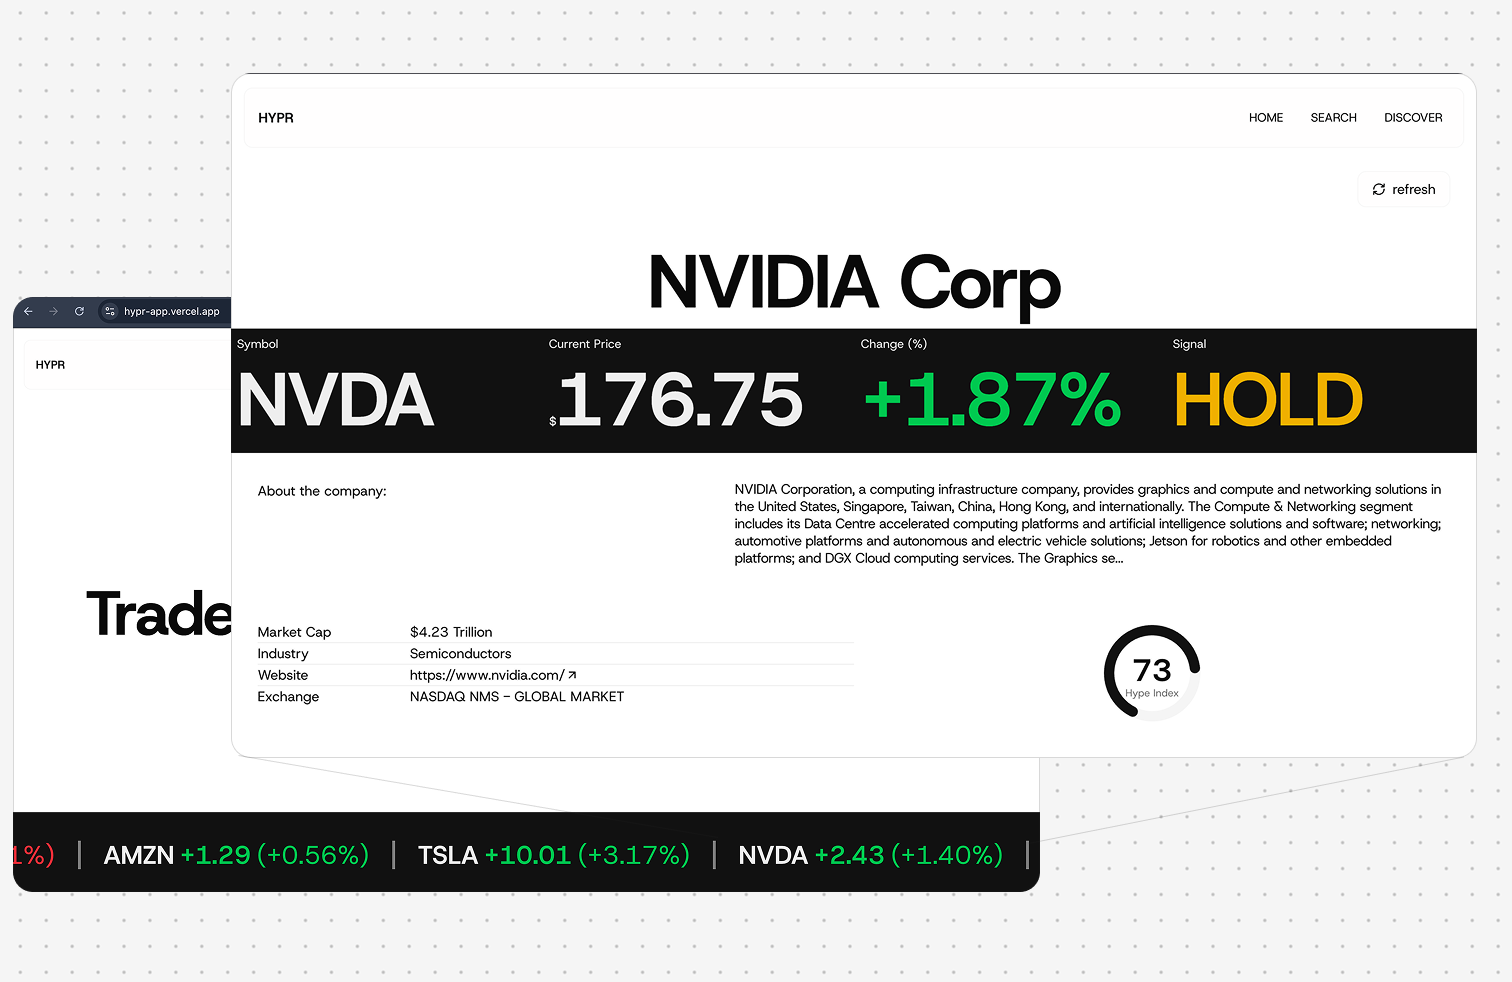 HYPR
HOME SEARCH DISCOVER
refresh
NVIDIA Corp
Symbol Current Price Change (%) Signal
NVDA $176.75 +1.87% HOLD
About the company:
NVIDIA Corporation, a computing infrastructure company, provides graphics and compute and networking solutions in
the United States, Singapore, Taiwan, China, Hong Kong, and internationally. The Compute & Networking segment
includes its Data Centre accelerated computing platforms and artificial intelligence solutions and software; networking;
automotive platforms and autonomous and electric vehicle solutions; Jetson for robotics and other embedded
platforms; and DGX Cloud computing services. The Graphics se...
Market Cap $4.23 Trillion
Industry Semiconductors
Website https://www.nvidia.com/
Exchange NASDAQ NMS - GLOBAL MARKET
73
Hype Index
hypr-app.vercel.app
HYPR
Trade
1%) | AMZN +1.29 (+0.56%) | TSLA +10.01 (+3.17%) | NVDA +2.43 (+1.40%) |